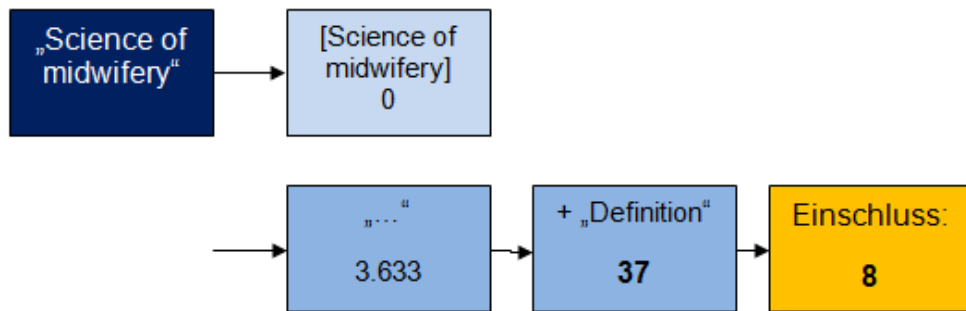 „Science of
midwifery“
[Science of
midwifery]
0
„…“
3.633
+ „Definition“
37
Einschluss:
8